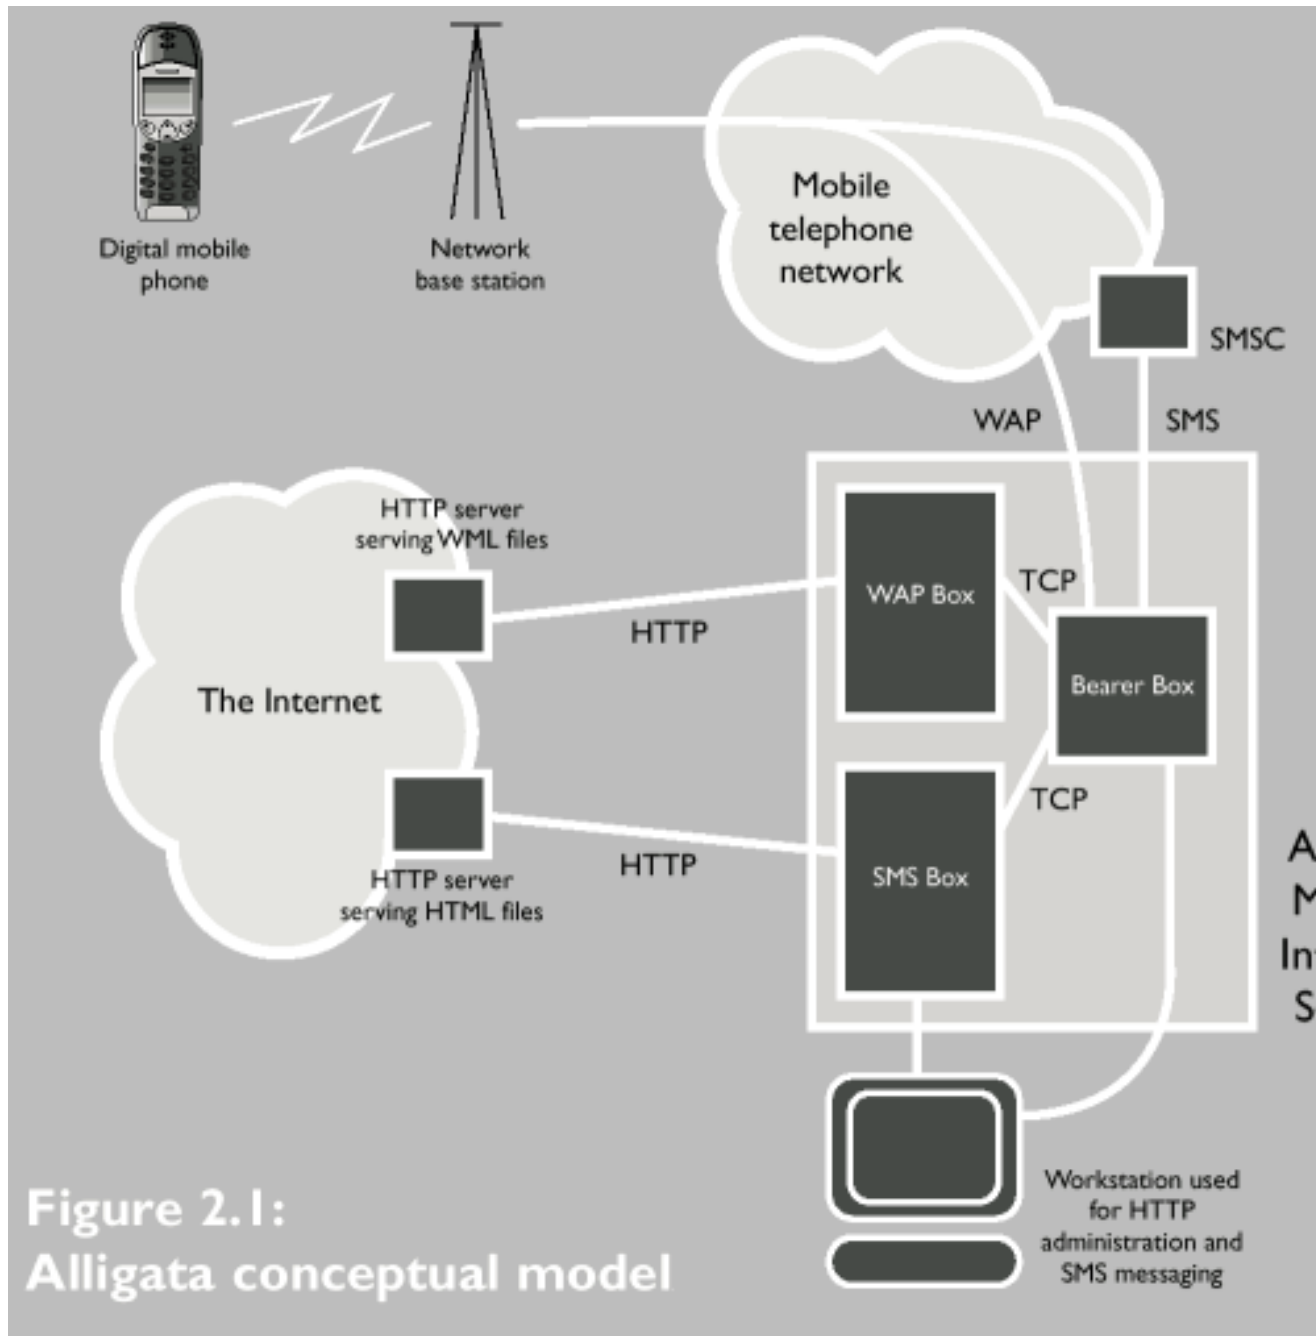 Digital mobile
phone
Network
base station
Mobile
telephone
network
SMSC
WAP
SMS
HTTP server
serving WML files
WAP Box
TCP
HTTP
Bearer Box
The Internet
TCP
HTTP
SMS Box
HTTP server
serving HTML files
Workstation used
for HTTP
administration and
SMS messaging
Figure 2.1:
Alligata conceptual model